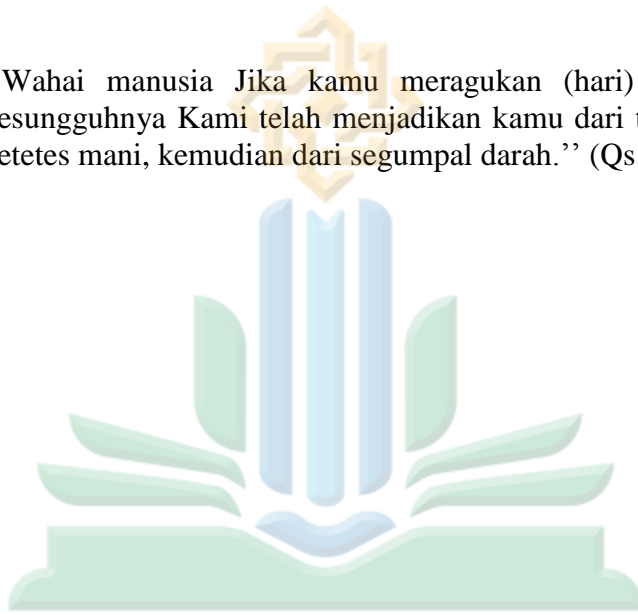 Wahai manusia Jika kamu meragukan (hari)
esungguhnya Kami telah menjadikan kamu dari t
etetes mani, kemudian dari segumpal darah.’’ (Qs.